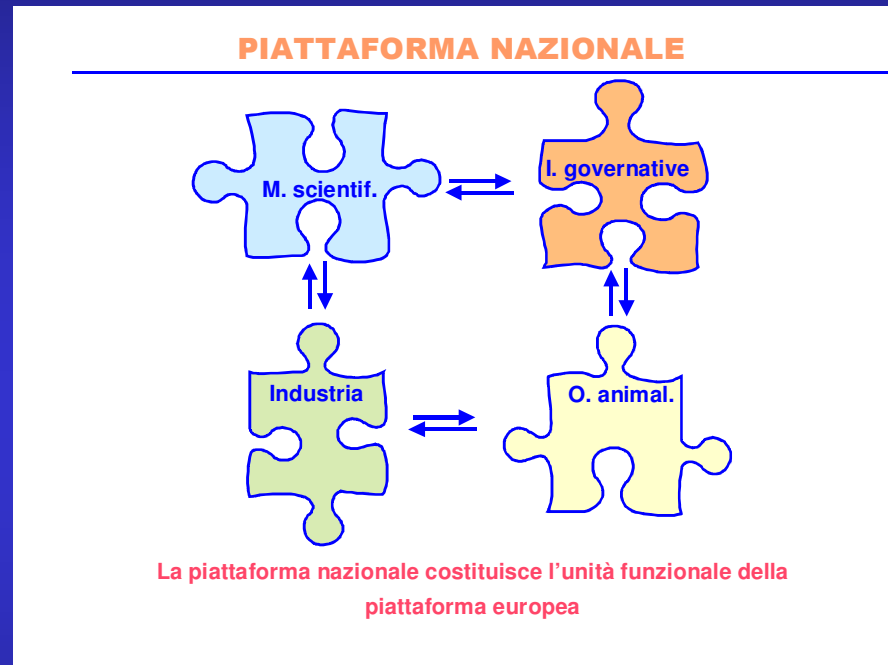 PIATTAFORMA NAZIONALE
M. scientif.
I. governative
Industria
O. animal.
La piattaforma nazionale costituisce l'unità funzionale della
piattaforma europea